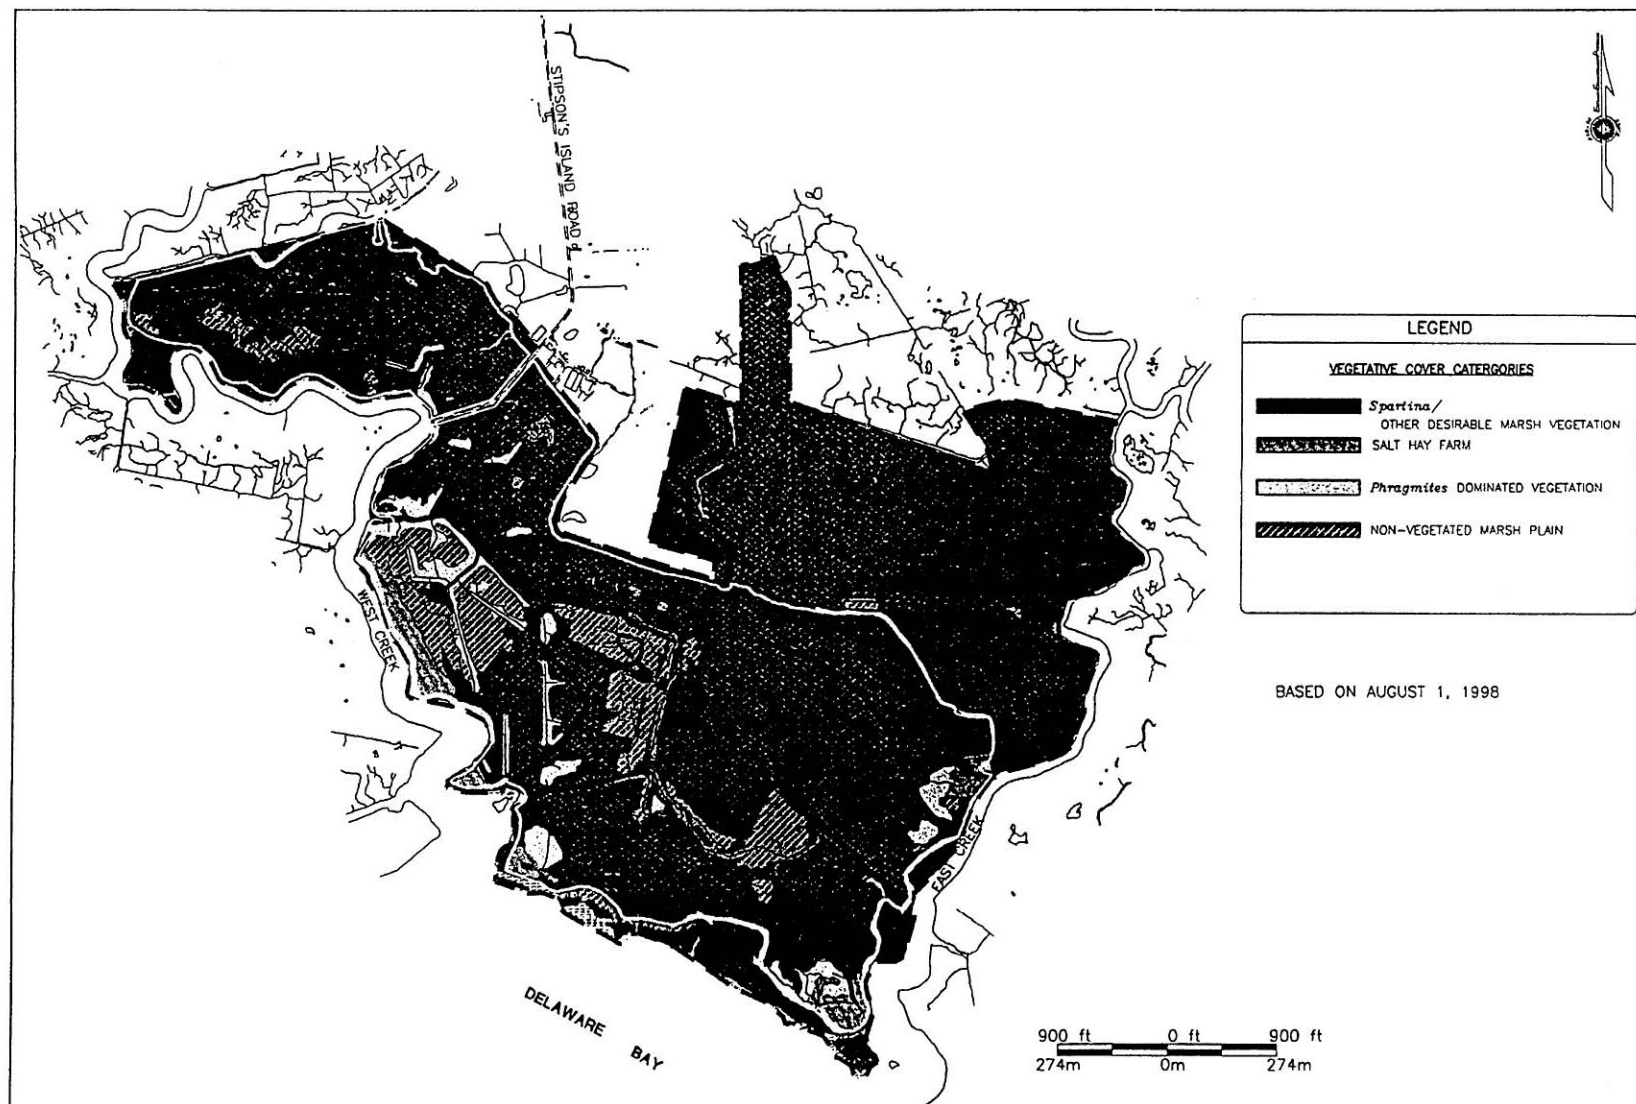 STIPSON'S ISLAND ROAD
LEGEND
VEGETATIVE COVER CATERGORIES
Spartina/
OTHER DESIRABLE MARSH VEGETATION
SALT HAY FARM
Phragmites DOMINATED VEGETATION
NON-VEGETATED MARSH PLAIN
WEST CREEK
BASED ON AUGUST 1, 1998
EAST CREEK
DELAWARE BAY
900 ft 0 ft 900 ft
274m 0m 274m